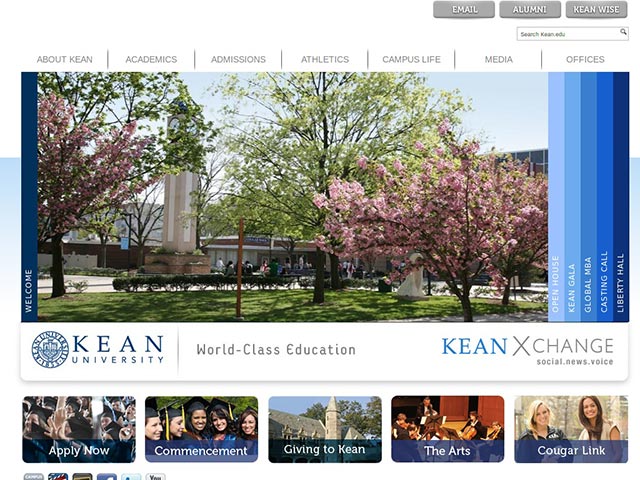 EMAIL
ALUMNI
KEAN WISE
Search Kean.edu
ABOUT KEAN
ACADEMICS
ADMISSIONS
ATHLETICS
CAMPUS LIFE
MEDIA
OFFICES
WELCOME
OPEN HOUSE
KEAN GALA
GLOBAL MBA
CASTING CALL
LIBERTY HALL
KEAN
UNIVERSITY
World-Class Education
KEAN XCHANGE
social.news.voice
Apply Now
Commencement
Giving to Kean
The Arts
Cougar Link
CAMPUS
You